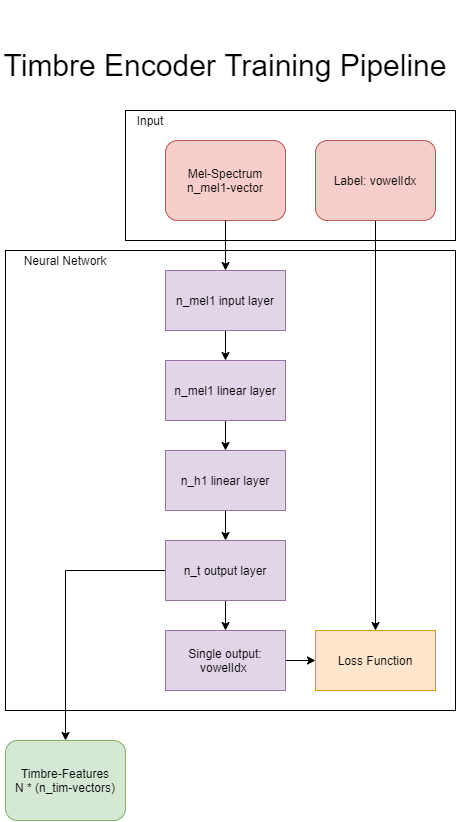 Timbre Encoder Training Pipeline
Input
Mel-Spectrum
n_mel1-vector
Label: vowelIdx
Neural Network
n_mel1 input layer
n_mel1 linear layer
n_h1 linear layer
n_t output layer
Single output:
vowelIdx
Loss Function
Timbre-Features
N * (n_tim-vectors)